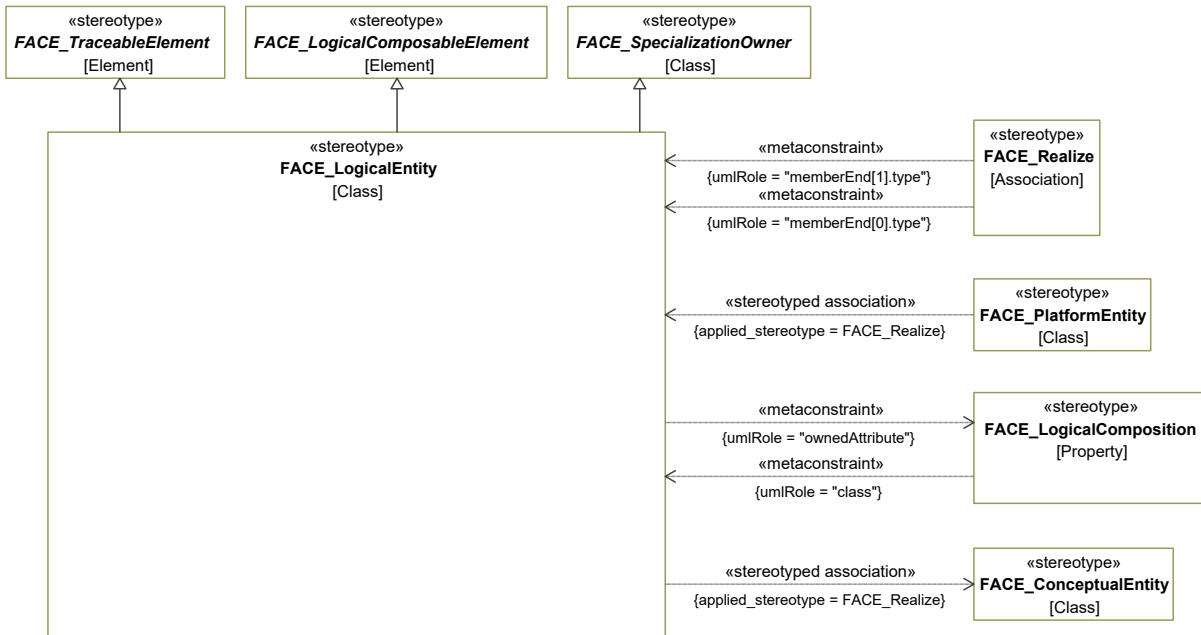 «stereotype»
FACE_TraceableElement
[Element]
«stereotype»
FACE_LogicalComposableElement
[Element]
«stereotype»
FACE_SpecializationOwner
[Class]
«stereotype»
FACE_LogicalEntity
[Class]
«metaconstraint»
{umlRole = "memberEnd[1].type"}
«metaconstraint»
{umlRole = "memberEnd[0].type"}
«stereotype»
FACE_Realize
[Association]
«stereotyped association»
{applied_stereotype = FACE_Realize}
«stereotype»
FACE_PlatformEntity
[Class]
«metaconstraint»
{umlRole = "ownedAttribute"}
«metaconstraint»
{umlRole = "class"}
«stereotype»
FACE_LogicalComposition
[Property]
«stereotyped association»
{applied_stereotype = FACE_Realize}
«stereotype»
FACE_ConceptualEntity
[Class]